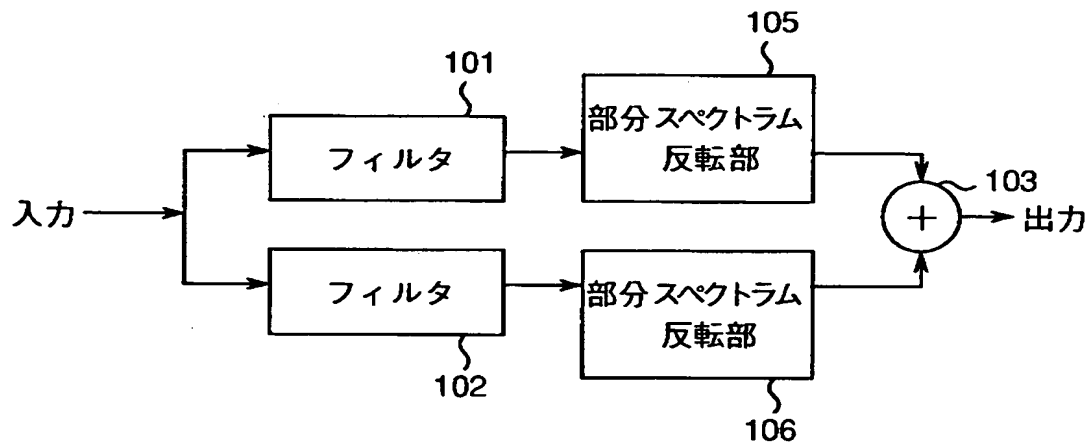 105
101
部分スペクトラム
反転部
フィルタ
103
入力
+
出力
フィルタ
部分スペクトラム
反転部
102
106